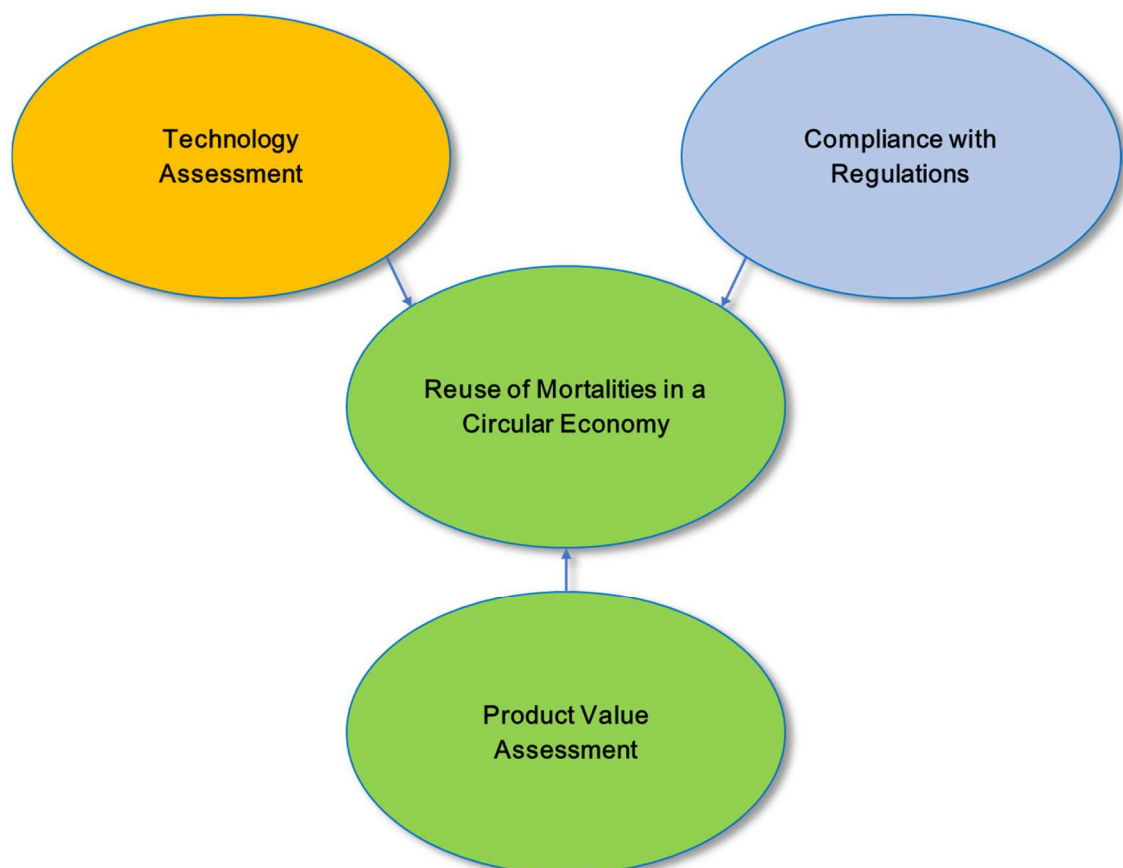 Technology
Assessment
Compliance with
Regulations
Reuse of Mortalities in a
Circular Economy
Product Value
Assessment